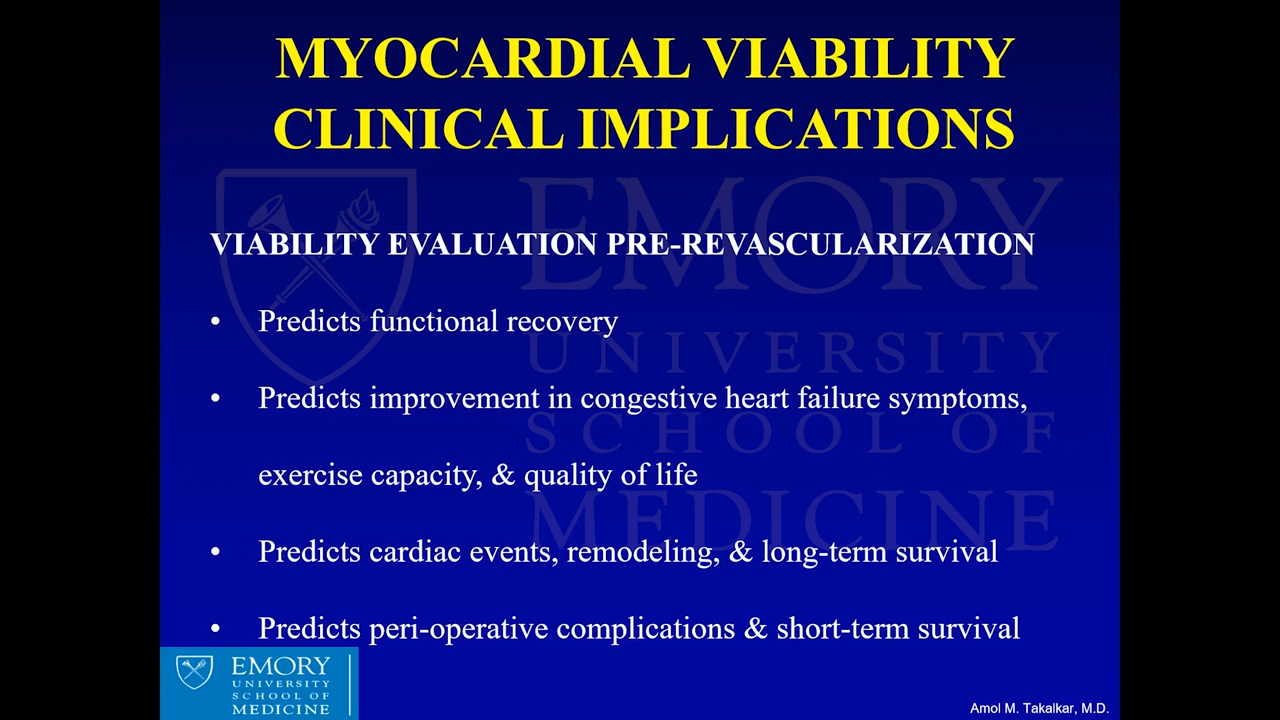 MYOCARDIAL VIABILITY
CLINICAL IMPLICATIONS
EMORY
UNIVERSITY
SCHOOL OF
MEDICINE
VIABILITY EVALUATION PRE-REVASCULARIZATION
• Predicts functional recovery
• Predicts improvement in congestive heart failure symptoms,
exercise capacity, & quality of life
• Predicts cardiac events, remodeling, & long-term survival
• Predicts peri-operative complications & short-term survival
EMORY
UNIVERSITY
SCHOOL OF
MEDICINE
Amol M. Takalkar, M.D.